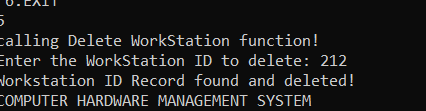 6.EXIT
5
calling Delete WorkStation function!
Enter the WorkStation ID to delete: 212
Workstation ID Record found and deleted!
COMPUTER HARDWARE MANAGEMENT SYSTEM